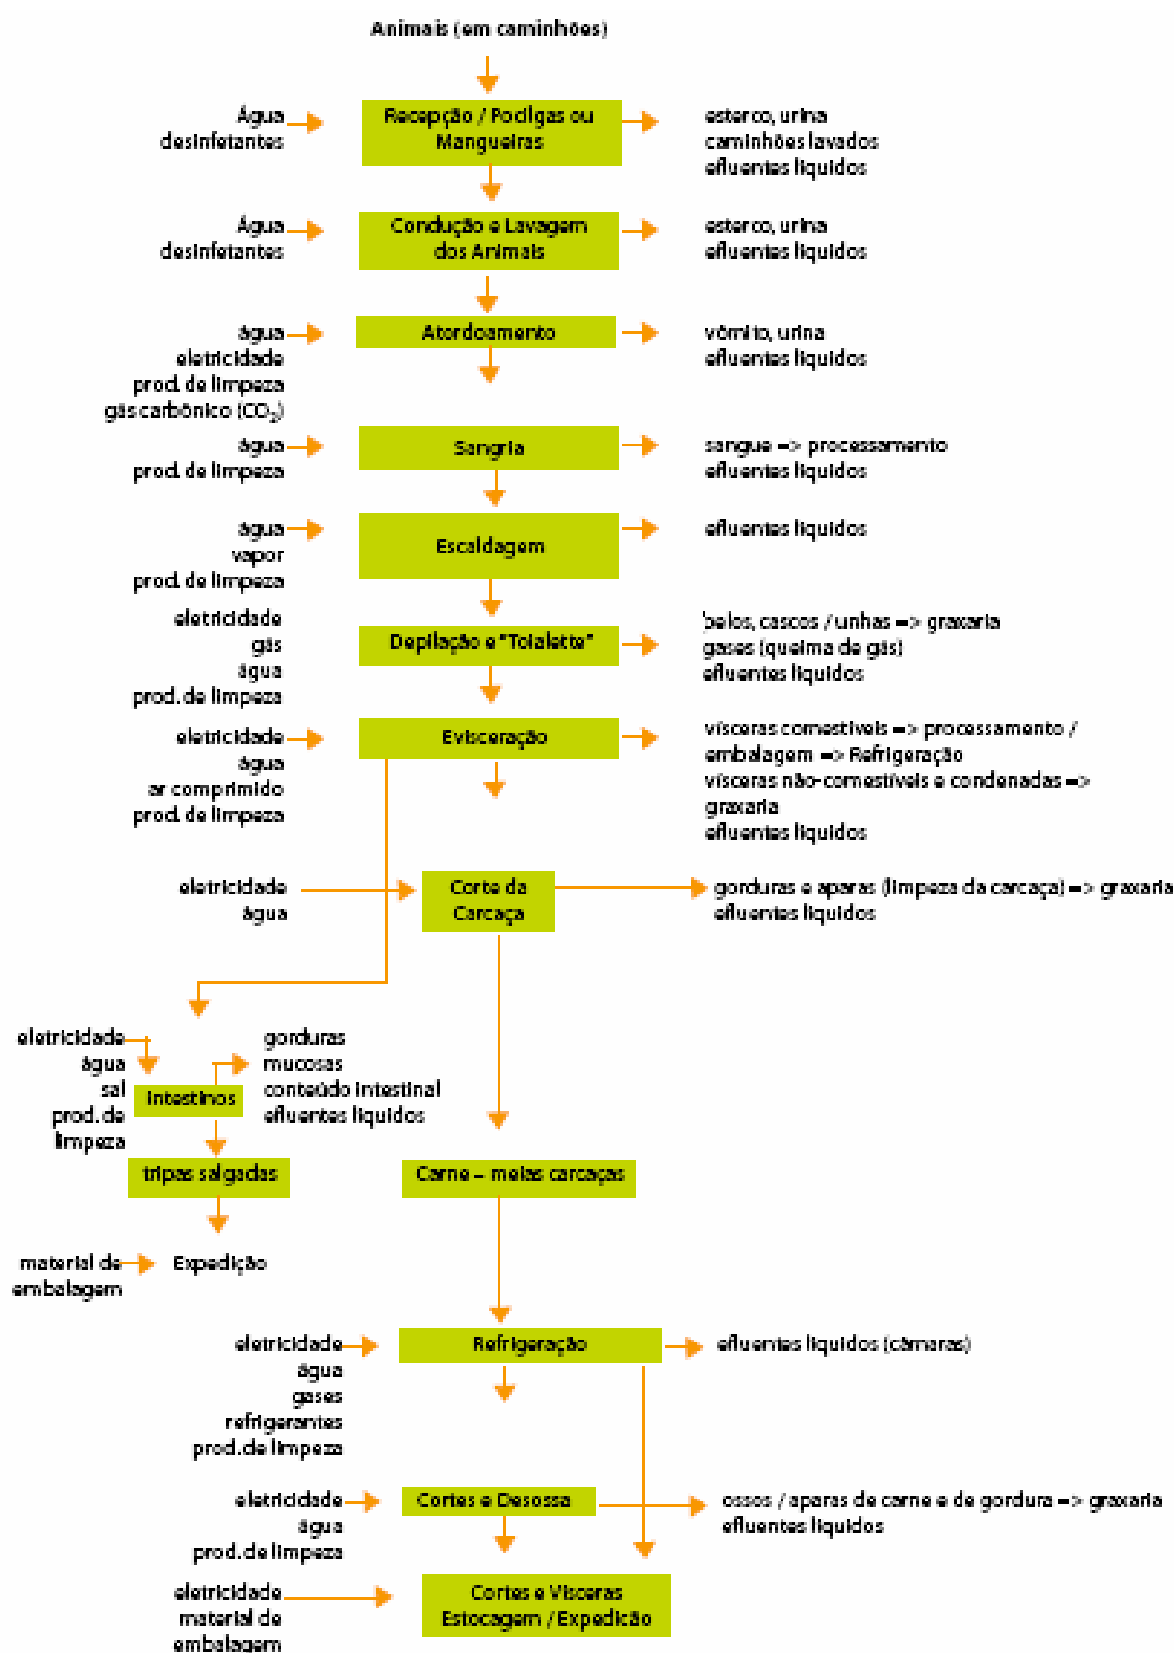 Animais (em caminhões)
Água
desinfetantes
Recepção / Pocilgas ou
Mangueiras
esterco, urina
caminhões lavados
efluentes líquidos
Água
desinfetantes
Condução e Lavagem
dos Animais
esterco, urina
efluentes líquidos
água
eletricidade
prod. de limpeza
gás carbônico (CO₂)
Atordoamento
vômito, urina
efluentes líquidos
água
prod. de limpeza
Sangria
sangue => processamento
efluentes líquidos
água
vapor
prod. de limpeza
Escaldagem
efluentes líquidos
eletricidade
gás
água
prod. de limpeza
Depilação e "Toialette"
pelos, cascos / unhas => graxaria
gases (queima de gás)
efluentes líquidos
eletricidade
água
ar comprimido
prod. de limpeza
Evisceração
vísceras comestíveis => processamento /
embalagem => Refrigeração
vísceras não-comestíveis e condenadas =>
graxaria
efluentes líquidos
eletricidade
água
Corte da
Carcaça
gorduras e aparas (limpeza da carcaça) => graxaria
efluentes líquidos
eletricidade
água
sal
prod. de
limpeza
intestinos
gorduras
mucosas
conteúdo intestinal
efluentes líquidos
tripas salgadas
Carne – meias carcaças
material de
embalagem
Expedição
eletricidade
água
gases
refrigerantes
prod. de limpeza
Refrigeração
efluentes líquidos (câmaras)
eletricidade
água
prod. de limpeza
Cortes e Desossa
ossos / aparas de carne e de gordura => graxaria
efluentes líquidos
eletricidade
material de
embalagem
Cortes e Vísceras
Estocagem / Expedicão